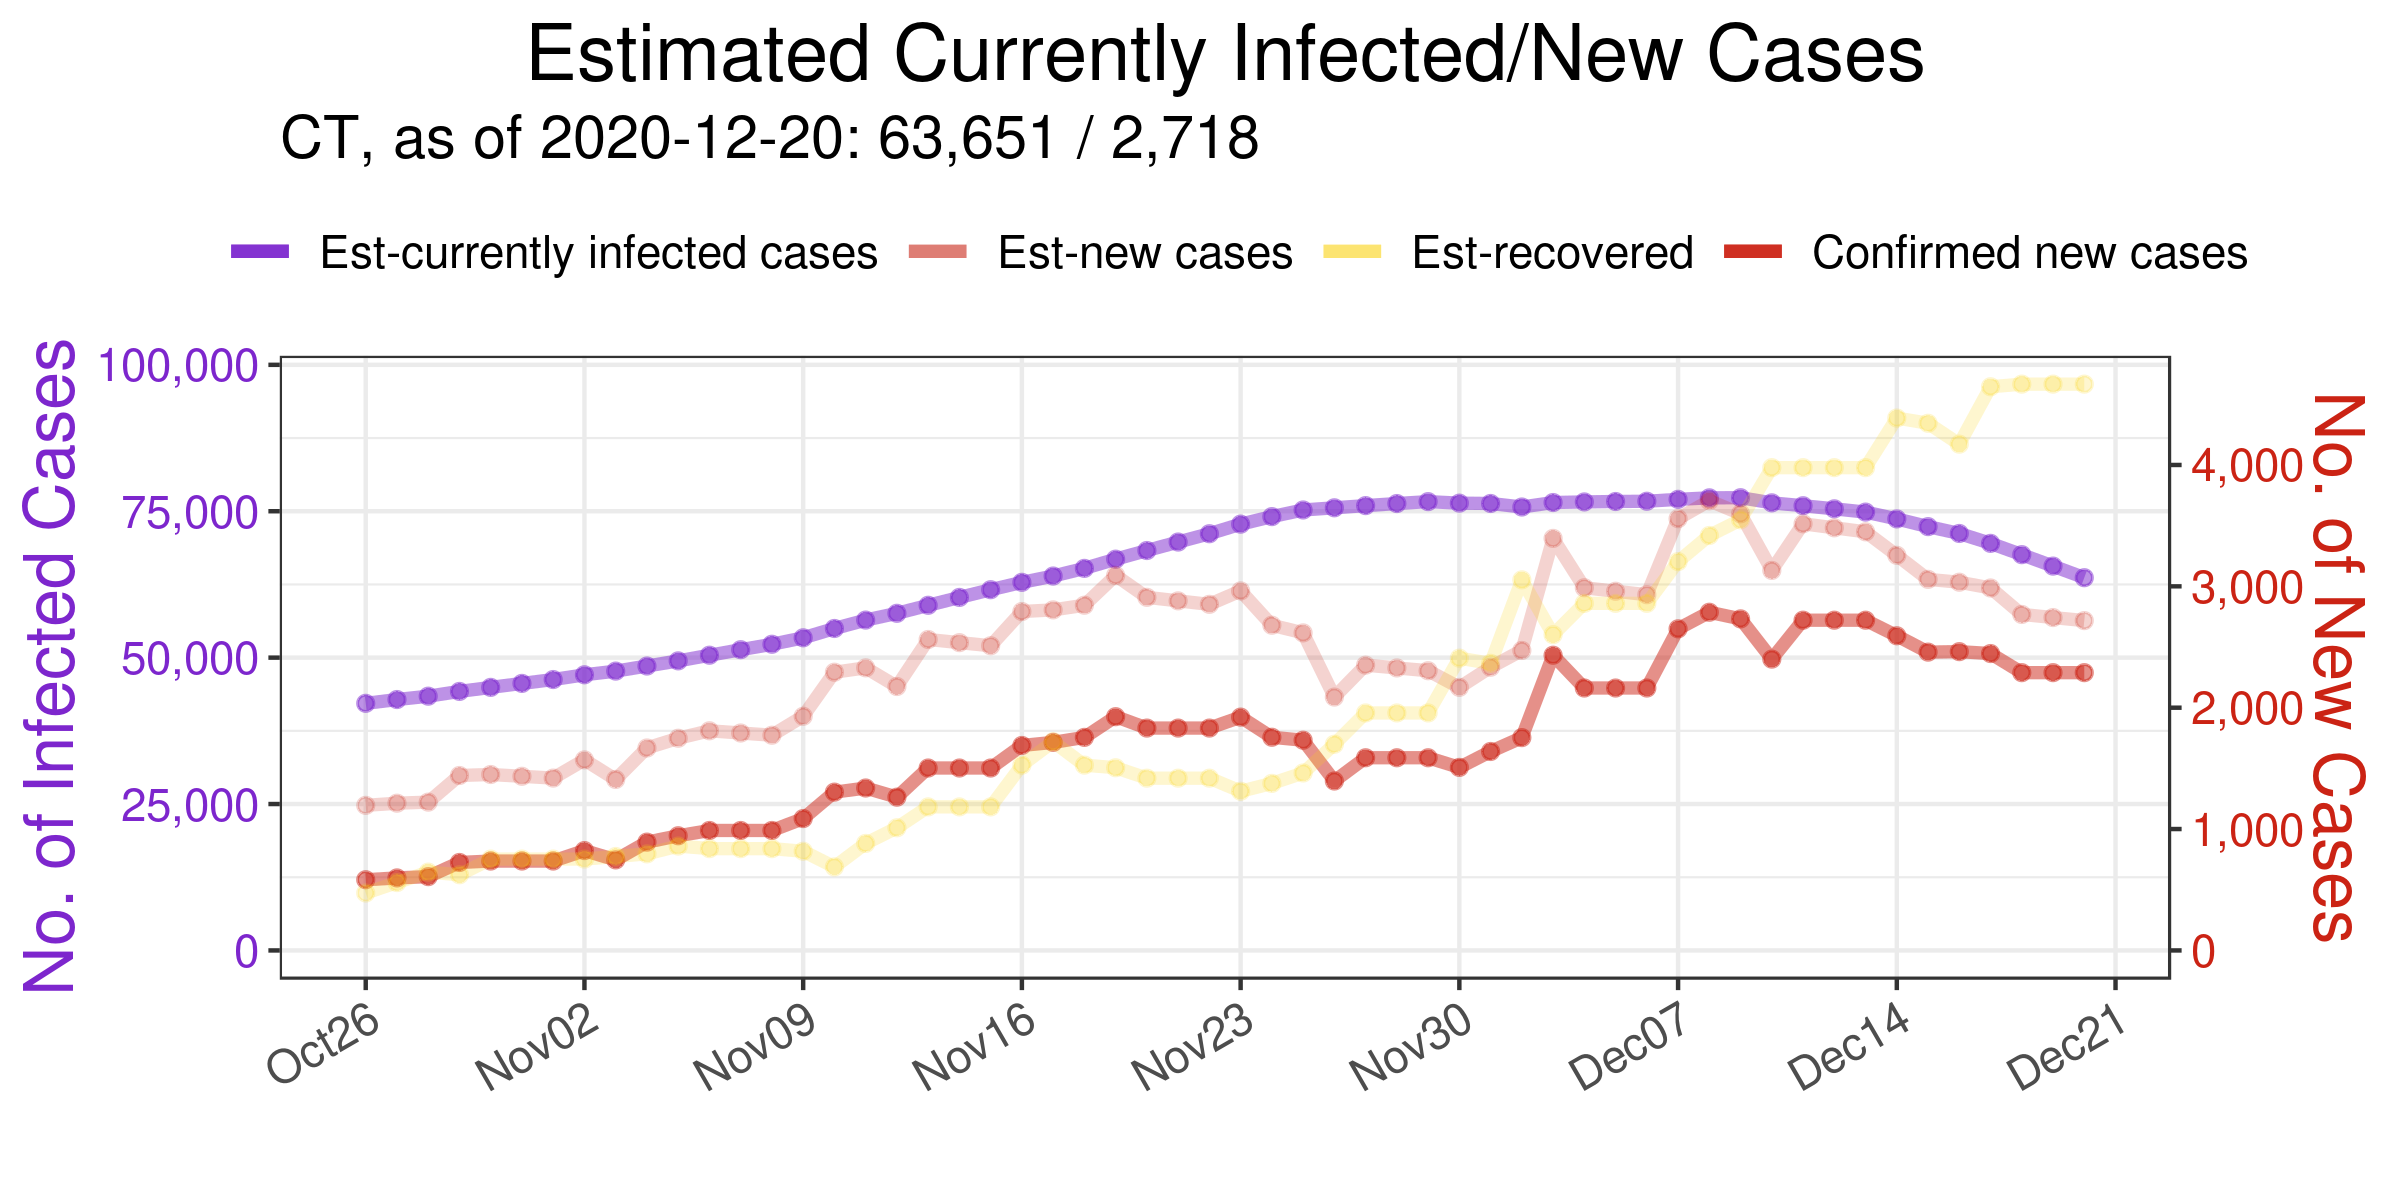 Estimated Currently Infected/New Cases
CT, as of 2020-12-20: 63,651 / 2,718
Est-currently infected cases Est-new cases Est-recovered Confirmed new cases
No. of Infected Cases
100,000
75,000
50,000
25,000
0
No. of New Cases
4,000
3,000
2,000
1,000
0
Oct26 Nov02 Nov09 Nov16 Nov23 Nov30 Dec07 Dec14 Dec21